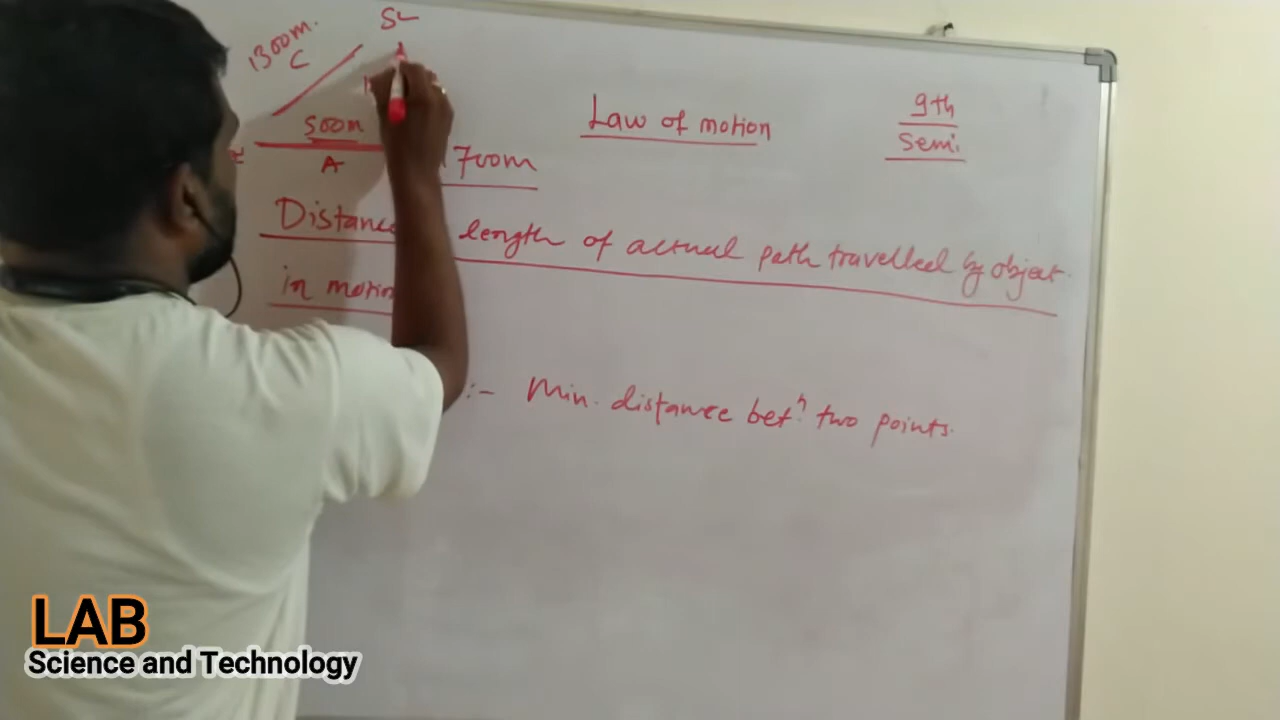 SC
1300m.
C
500m
A
700m
Law of motion
9th
Semi.
Distance length of actual path travelled by object.
in motion
:- Min. distance betn. two points.
LAB
Science and Technology